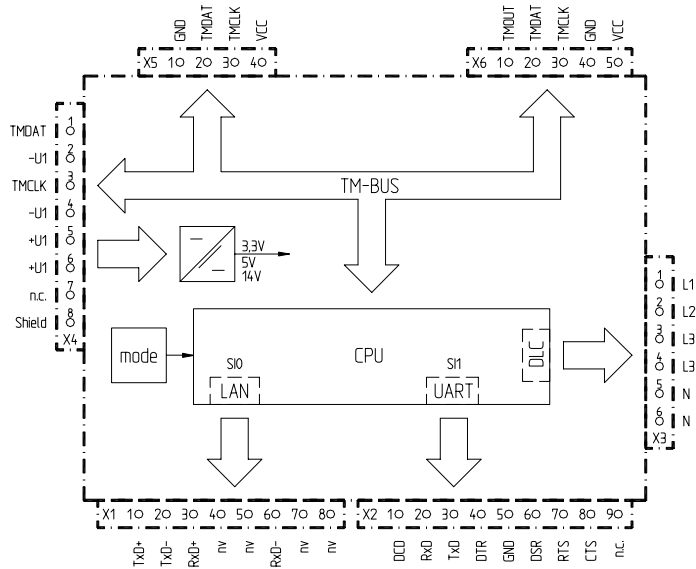 GND TMDAT TMCLK VCC
X5 1 2 3 4
TMOUT TMDAT TMCLK GND VCC
X6 1 2 3 4 5
TMDAT 1
-U1 2
TMCLK 3
-U1 4
+U1 5
+U1 6
n.c. 7
Shield 8
X4
TM-BUS
3,3V
5V
14V
mode
CPU
SI0
LAN
SI1
UART
DLC
1 L1
2 L2
3 L3
4 L3
5 N
6 N
X3
X1 1 2 3 4 5 6 7 8
TxD+ TxD- RxD+ nv nv RxD- nv nv
X2 1 2 3 4 5 6 7 8 9
DCD RxD TxD DTR GND DSR RTS CTS n.c.